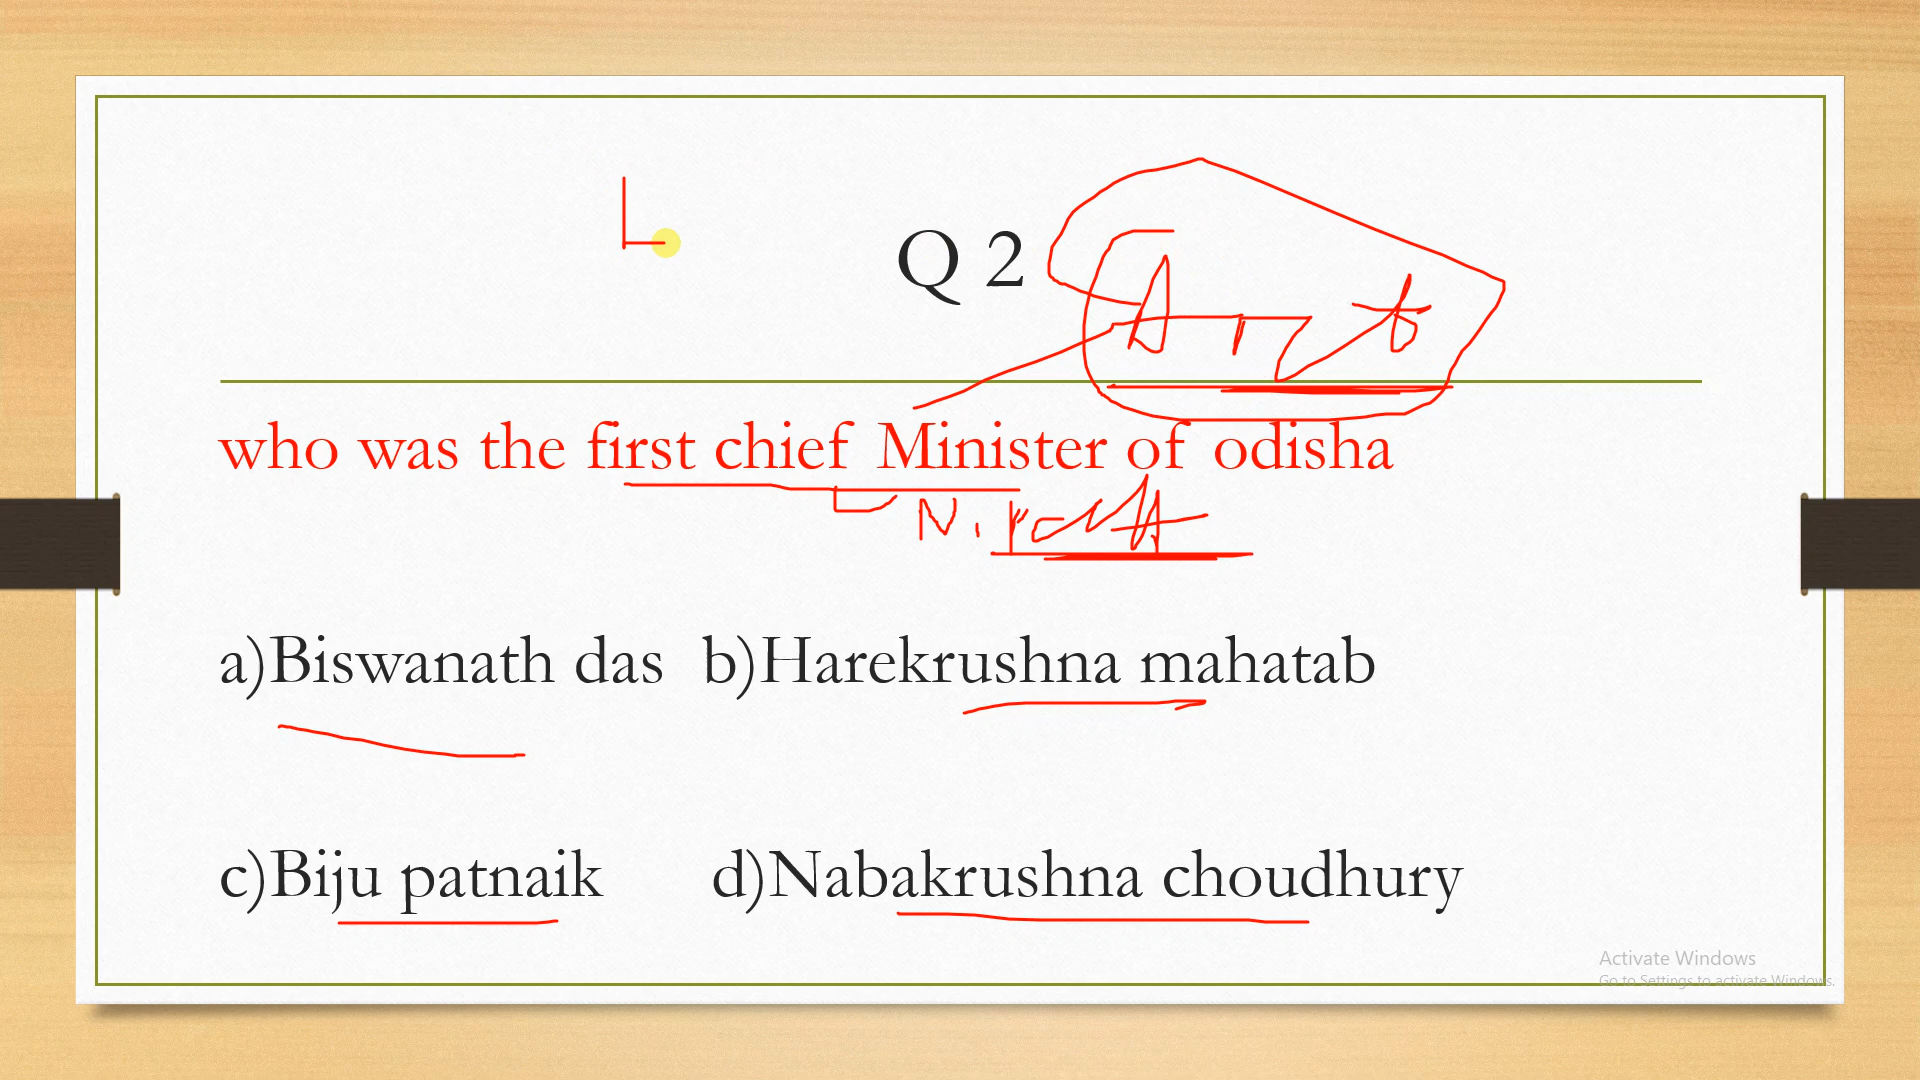 Q 2
who was the first chief Minister of odisha
a)Biswanath das b)Harekrushna mahatab
c)Biju patnaik d)Nabakrushna choudhury
Activate Windows
Go to Settings to activate Windows.